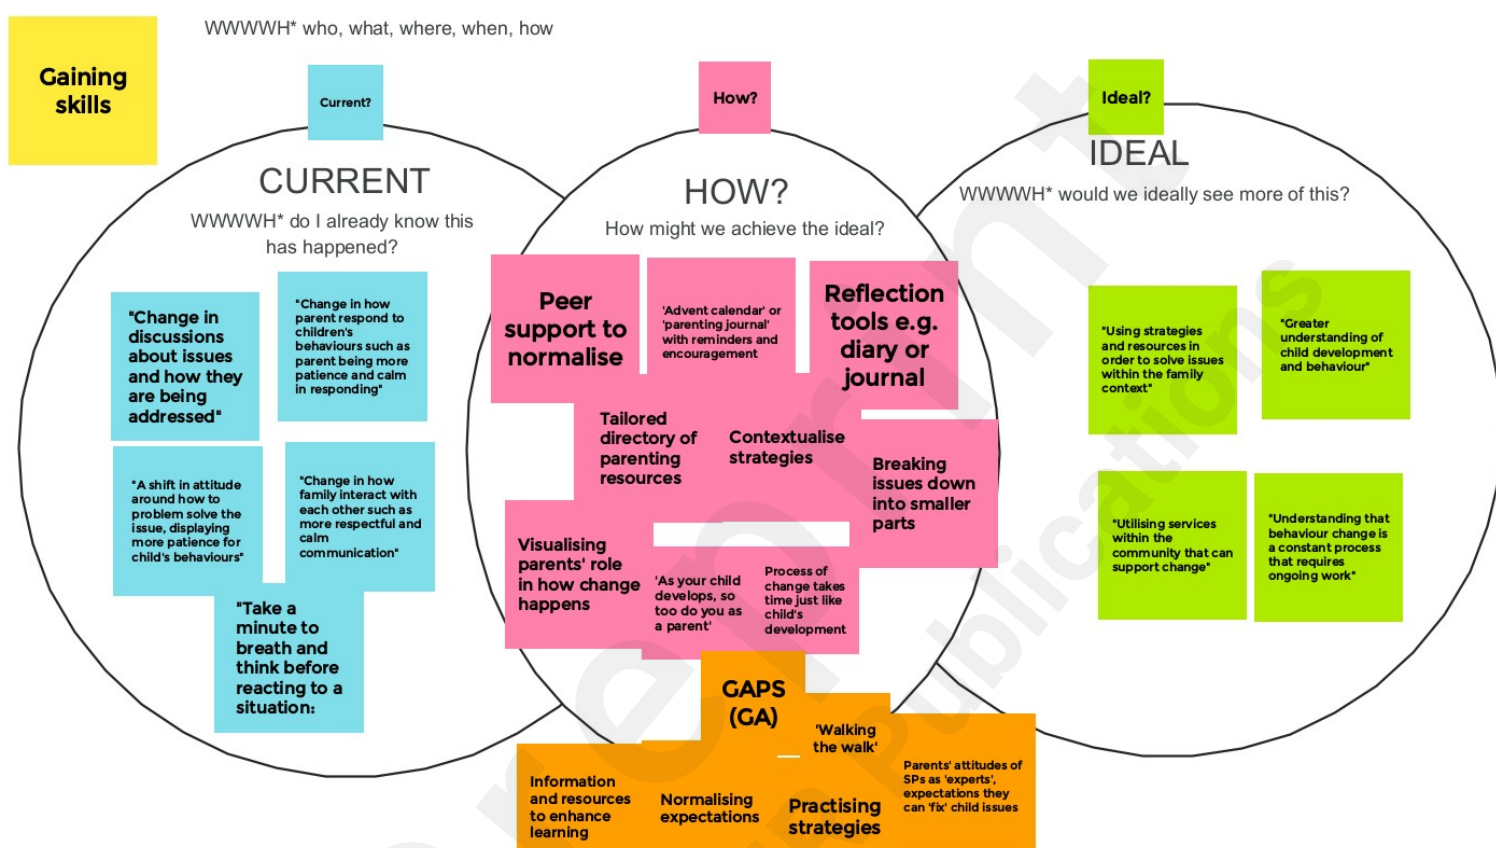 WWWWH* who, what, where, when, how
Gaining
skills
Current?
How?
Ideal?
CURRENT
WWWWH* do I already know this
has happened?
HOW?
How might we achieve the ideal?
IDEAL
WWWWH* would we ideally see more of this?
"Change in
discussions
about issues
and how they
are being
addressed"
"Change in how
parent respond to
children's
behaviours such as
parent being more
patience and calm
in responding"
"A shift in attitude
around how to
problem solve the
issue, displaying
more patience for
child's behaviours"
"Change in how
family interact with
each other such as
more respectful and
calm
communication"
"Take a
minute to
breath and
think before
reacting to a
situation:
Peer
support to
normalise
'Advent calendar' or
'parenting journal'
with reminders and
encouragement
Reflection
tools e.g.
diary or
journal
Tailored
directory of
parenting
resources
Contextualise
strategies
Breaking
issues down
into smaller
parts
Visualising
parents' role
in how change
happens
'As your child
develops, so
too do you as
a parent'
Process of
change takes
time just like
child's
development
"Using strategies
and resources in
order to solve issues
within the family
context"
"Greater
understanding of
child development
and behaviour"
"Utilising services
within the
community that can
support change"
"Understanding that
behaviour change is
a constant process
that requires
ongoing work"
GAPS
(GA)
'Walking
the walk'
Information
and resources
to enhance
learning
Normalising
expectations
Practising
strategies
Parents' attitudes of
SPs as 'experts',
expectations they
can 'fix' child issues